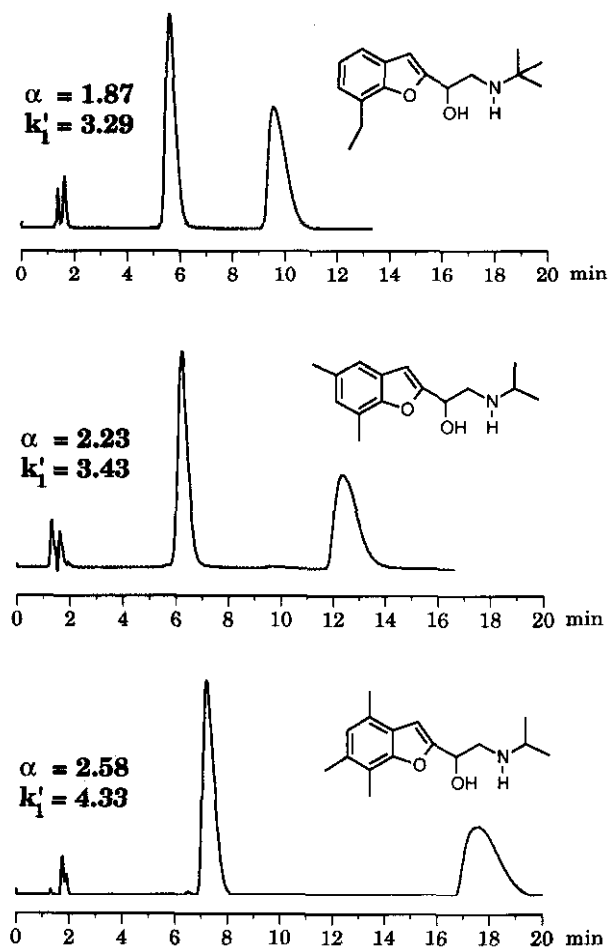 α = 1.87
k'1 = 3.29
O
OH
N
H
0 2 4 6 8 10 12 14 16 18 20 min
α = 2.23
k'1 = 3.43
O
OH
N
H
0 2 4 6 8 10 12 14 16 18 20 min
α = 2.58
k'1 = 4.33
O
OH
N
H
0 2 4 6 8 10 12 14 16 18 20 min